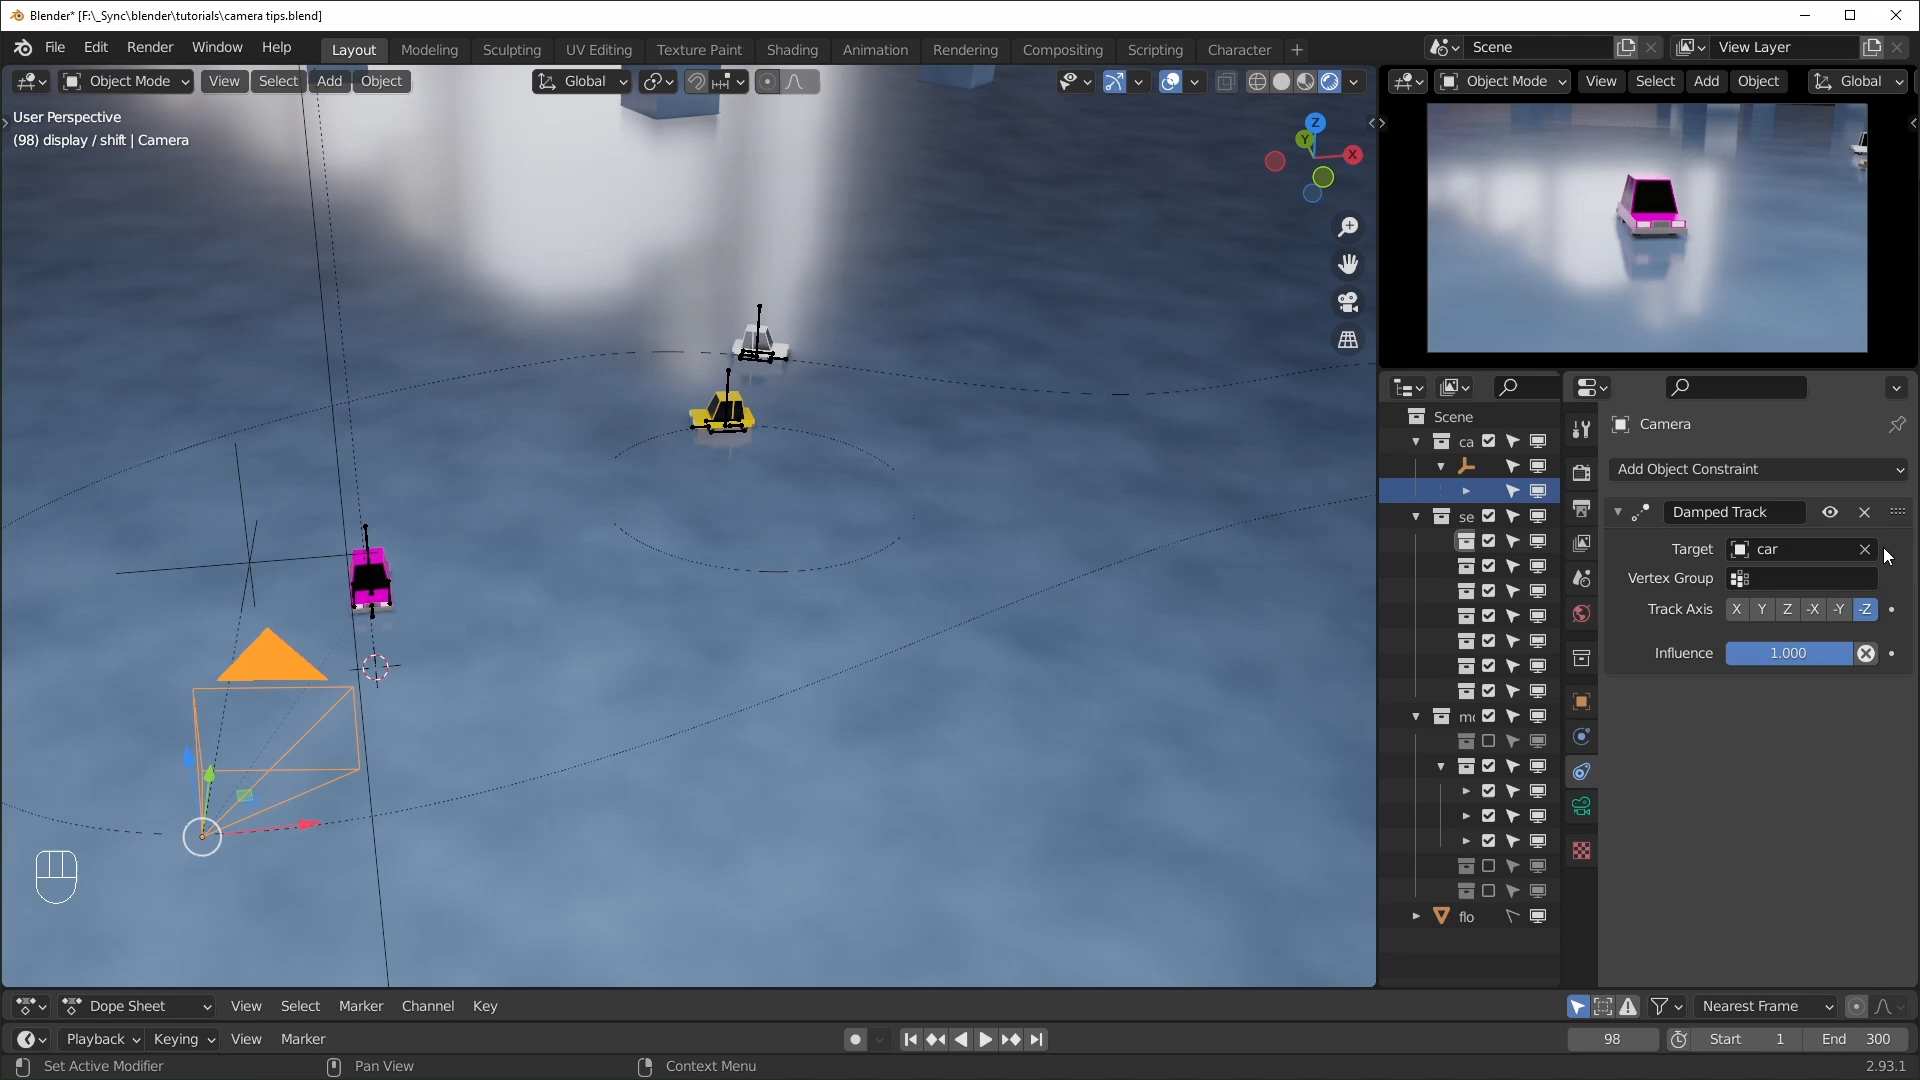 Blender* [F:\_Sync\blender\tutorials\camera tips.blend]
File Edit Render Window Help Layout Modeling Sculpting UV Editing Texture Paint Shading Animation Rendering Compositing Scripting Character + Scene View Layer
Object Mode View Select Add Object Global Object Mode View Select Add Object Global
User Perspective
(98) display / shift | Camera
Z
Y
X
Scene
ca
se
mo
flo
Camera
Add Object Constraint
Damped Track
Target car
Vertex Group
Track Axis X Y Z -X -Y -Z
Influence 1.000
Dope Sheet View Select Marker Channel Key Nearest Frame
Playback Keying View Marker 98 Start 1 End 300
Set Active Modifier Pan View Context Menu 2.93.1